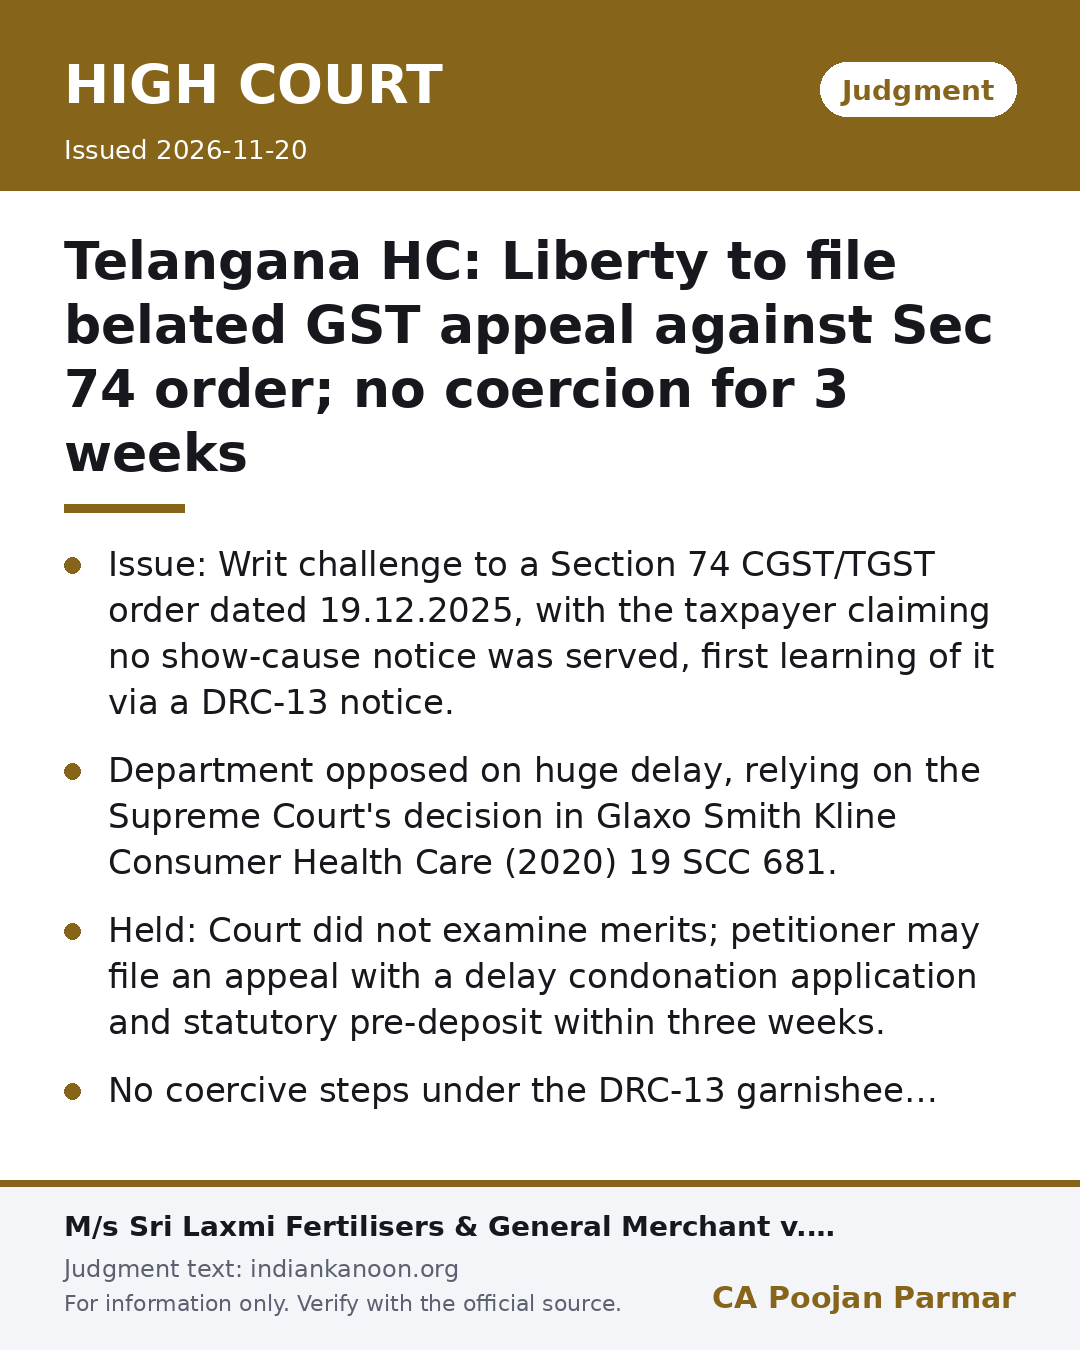 HIGH COURT
Judgment
Issued 2026-11-20
Telangana HC: Liberty to file
belated GST appeal against Sec
74 order; no coercion for 3
weeks
Issue: Writ challenge to a Section 74 CGST/TGST
order dated 19.12.2025, with the taxpayer claiming
no show-cause notice was served, first learning of it
via a DRC-13 notice.
Department opposed on huge delay, relying on the
Supreme Court's decision in Glaxo Smith Kline
Consumer Health Care (2020) 19 SCC 681.
Held: Court did not examine merits; petitioner may
file an appeal with a delay condonation application
and statutory pre-deposit within three weeks.
No coercive steps under the DRC-13 garnishee…
M/s Sri Laxmi Fertilisers & General Merchant v.…
Judgment text: indiankanoon.org
For information only. Verify with the official source.
CA Poojan Parmar